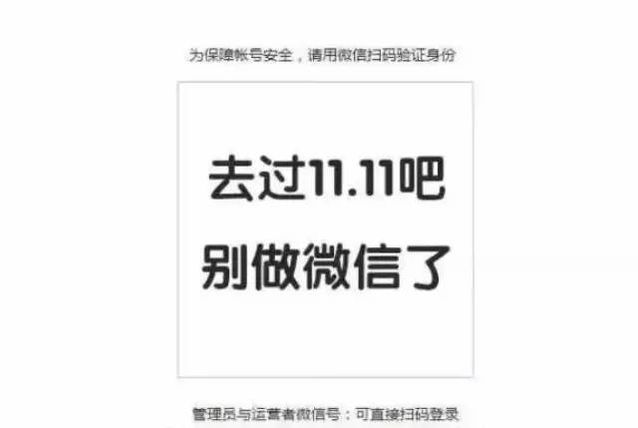 为保障帐号安全，请用微信扫码验证身份
去过11.11吧
别做微信了
管理员与运营者微信号：可直接扫码登录